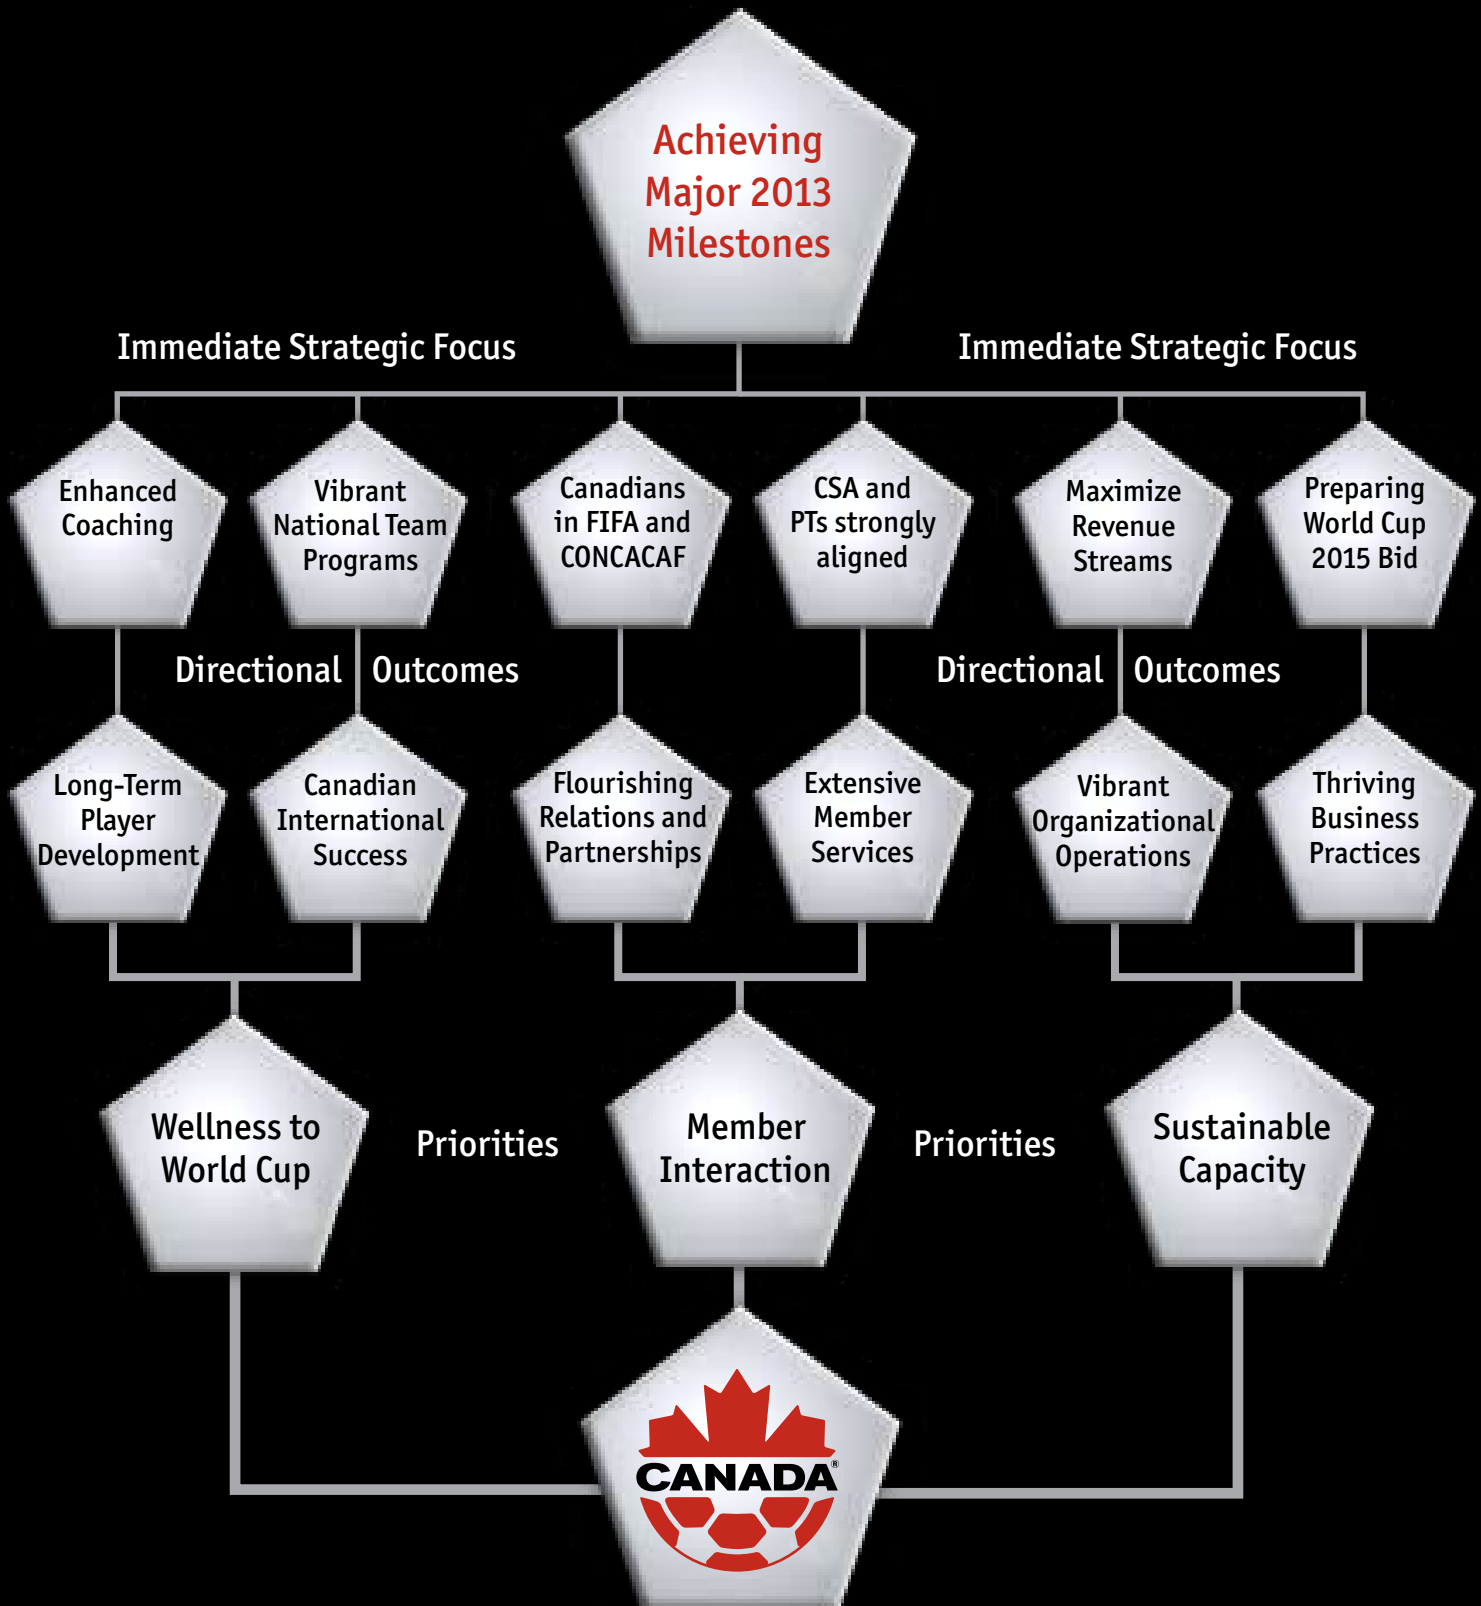 Achieving
Major 2013
Milestones
Immediate Strategic Focus
Immediate Strategic Focus
Enhanced
Coaching
Vibrant
National Team
Programs
Canadians
in FIFA and
CONCACAF
CSA and
PTs strongly
aligned
Maximize
Revenue
Streams
Preparing
World Cup
2015 Bid
Directional Outcomes
Directional Outcomes
Long-Term
Player
Development
Canadian
International
Success
Flourishing
Relations and
Partnerships
Extensive
Member
Services
Vibrant
Organizational
Operations
Thriving
Business
Practices
Wellness to
World Cup
Priorities
Member
Interaction
Priorities
Sustainable
Capacity
CANADA®